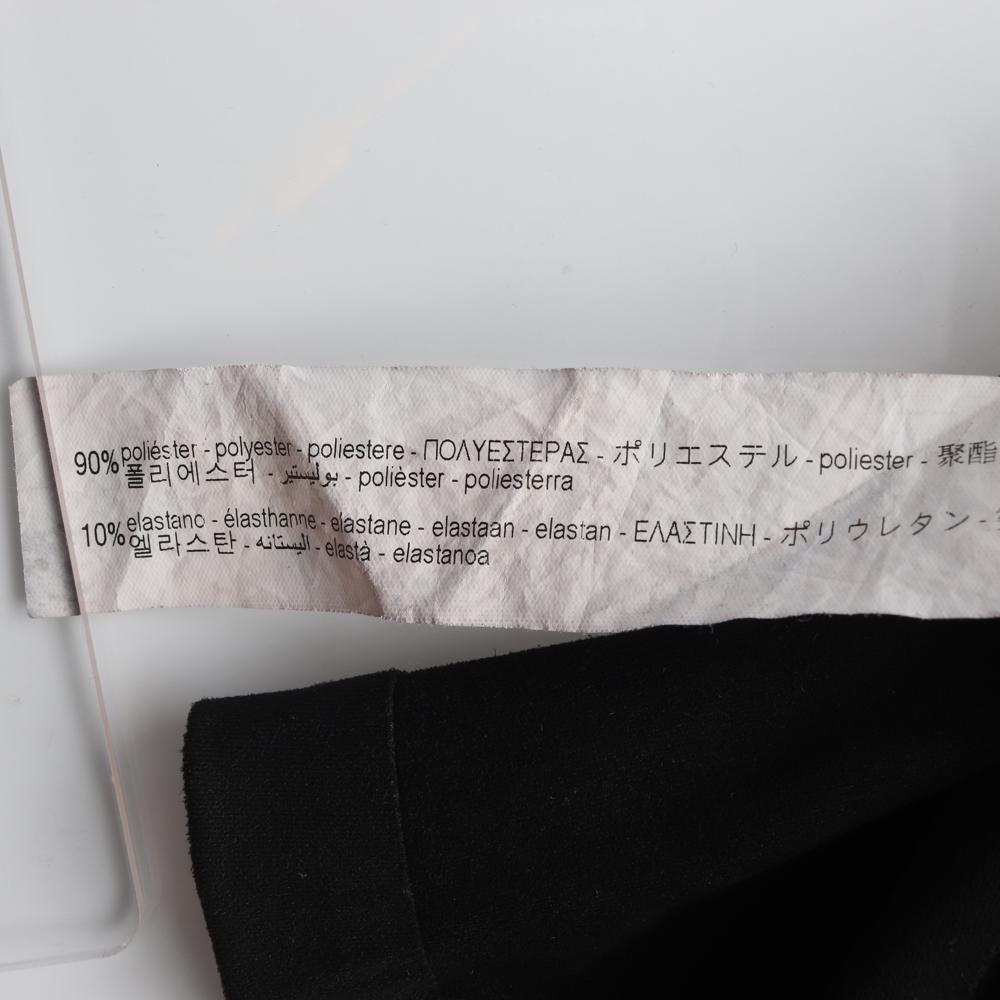 90% poliéster - polyester - poliestere - ΠΟΛΥΕΣΤΕΡΑΣ - ポリエステル - poliester - 聚酯
폴리에스터 - بوليستير - polièster - poliesterra
10% elastano - élasthanne - elastane - elastaan - elastan - ΕΛΑΣΤΙΝΗ - ポリウレタン -
엘라스탄 - اليستانه - elastà - elastanoa